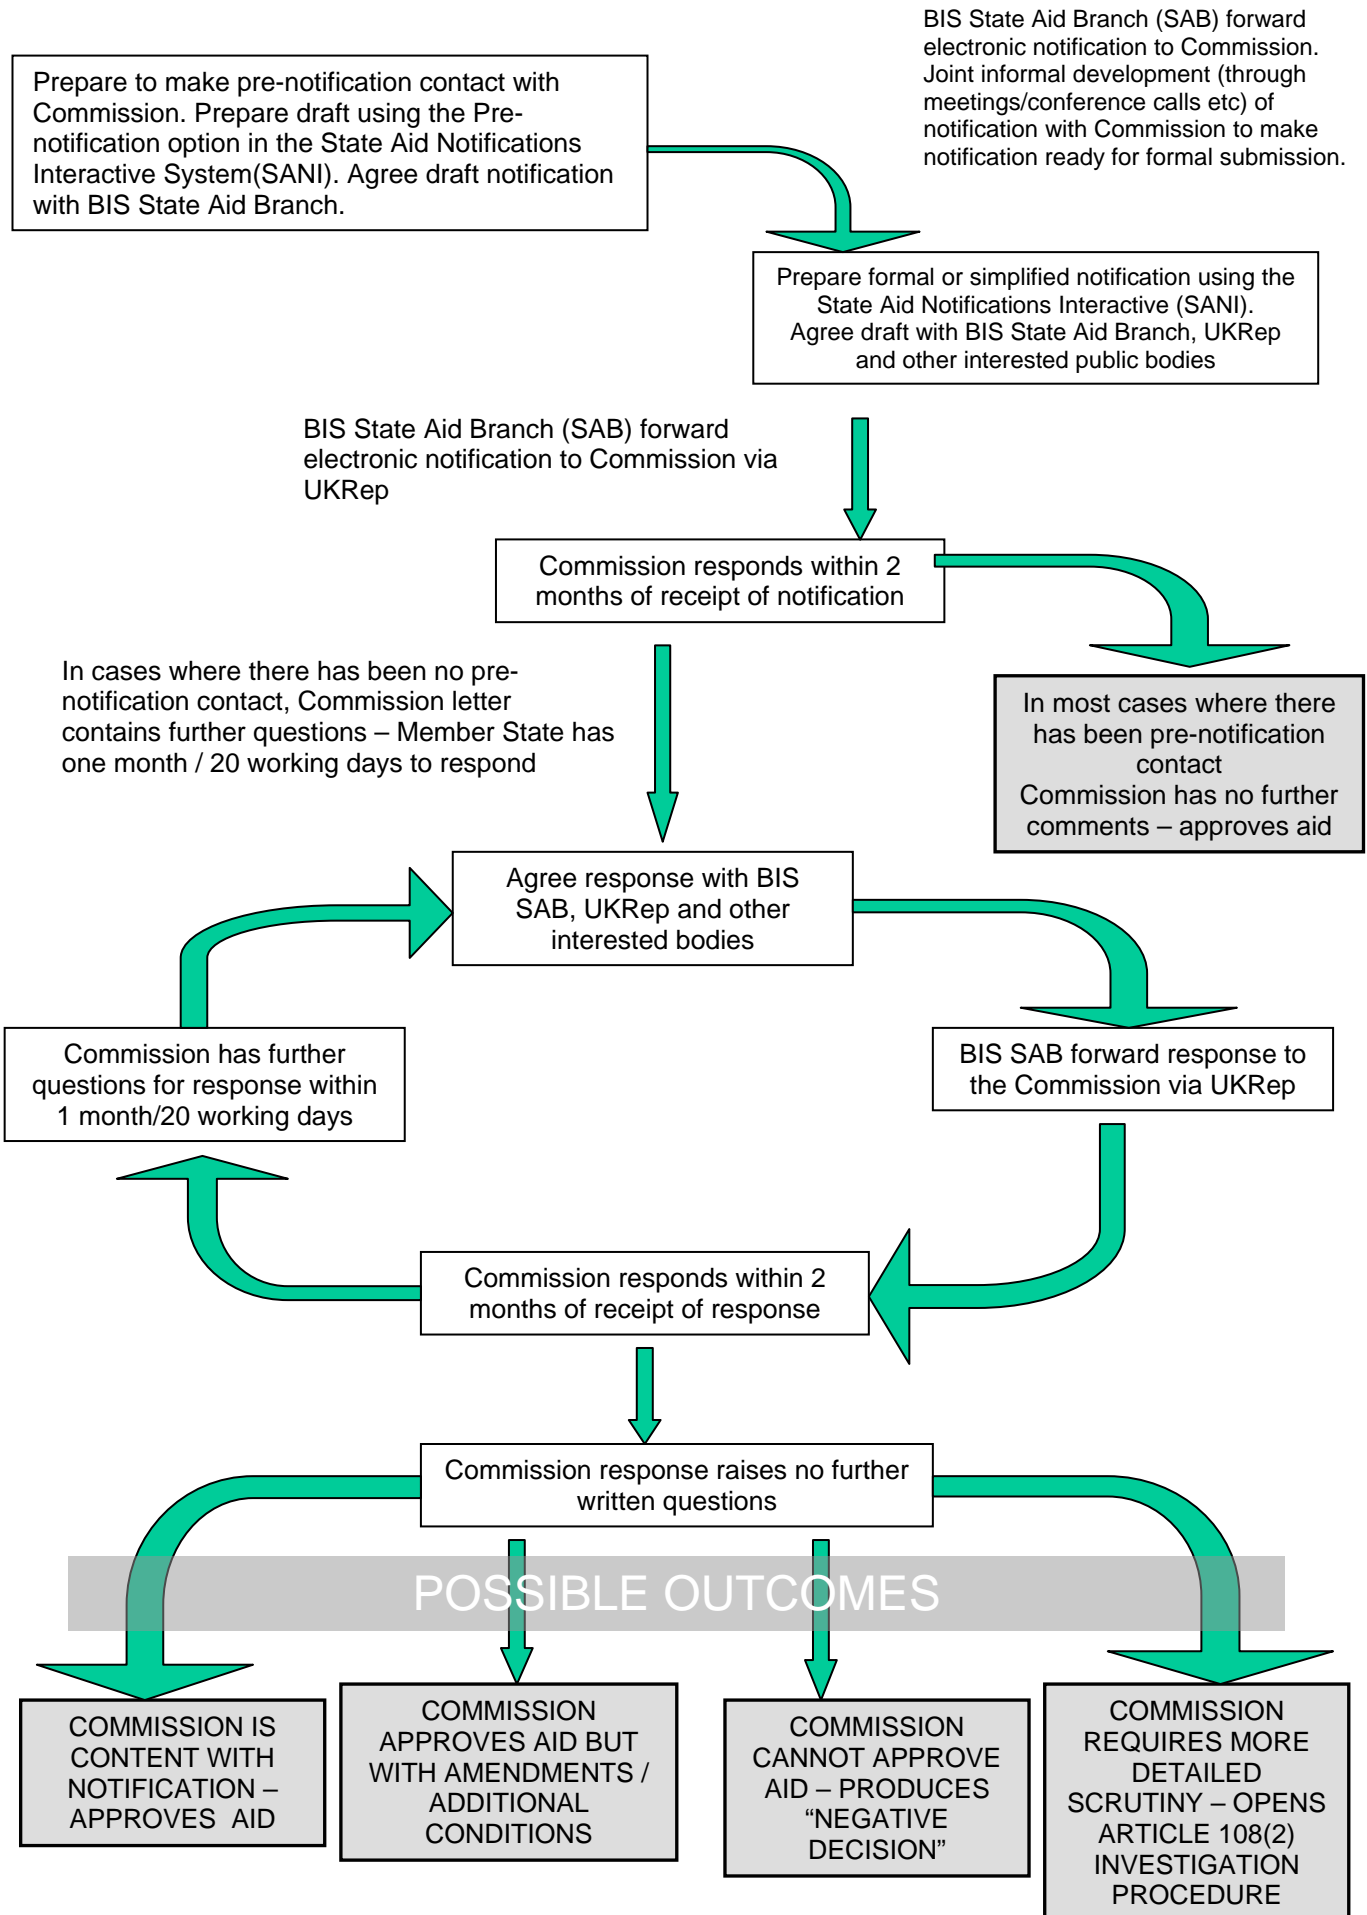 BIS State Aid Branch (SAB) forward
electronic notification to Commission.
Joint informal development (through
meetings/conference calls etc) of
notification with Commission to make
notification ready for formal submission.
Prepare to make pre-notification contact with
Commission. Prepare draft using the Pre-
notification option in the State Aid Notifications
Interactive System(SANI). Agree draft notification
with BIS State Aid Branch.
Prepare formal or simplified notification using the
State Aid Notifications Interactive (SANI).
Agree draft with BIS State Aid Branch, UKRep
and other interested public bodies
BIS State Aid Branch (SAB) forward
electronic notification to Commission via
UKRep
Commission responds within 2
months of receipt of notification
In cases where there has been no pre-
notification contact, Commission letter
contains further questions – Member State has
one month / 20 working days to respond
In most cases where there
has been pre-notification
contact
Commission has no further
comments – approves aid
Agree response with BIS
SAB, UKRep and other
interested bodies
Commission has further
questions for response within
1 month/20 working days
BIS SAB forward response to
the Commission via UKRep
Commission responds within 2
months of receipt of response
Commission response raises no further
written questions
POSSIBLE OUTCOMES
COMMISSION IS
CONTENT WITH
NOTIFICATION –
APPROVES  AID
COMMISSION
APPROVES AID BUT
WITH AMENDMENTS /
ADDITIONAL
CONDITIONS
COMMISSION
CANNOT APPROVE
AID – PRODUCES
“NEGATIVE
DECISION”
COMMISSION
REQUIRES MORE
DETAILED
SCRUTINY – OPENS
ARTICLE 108(2)
INVESTIGATION
PROCEDURE